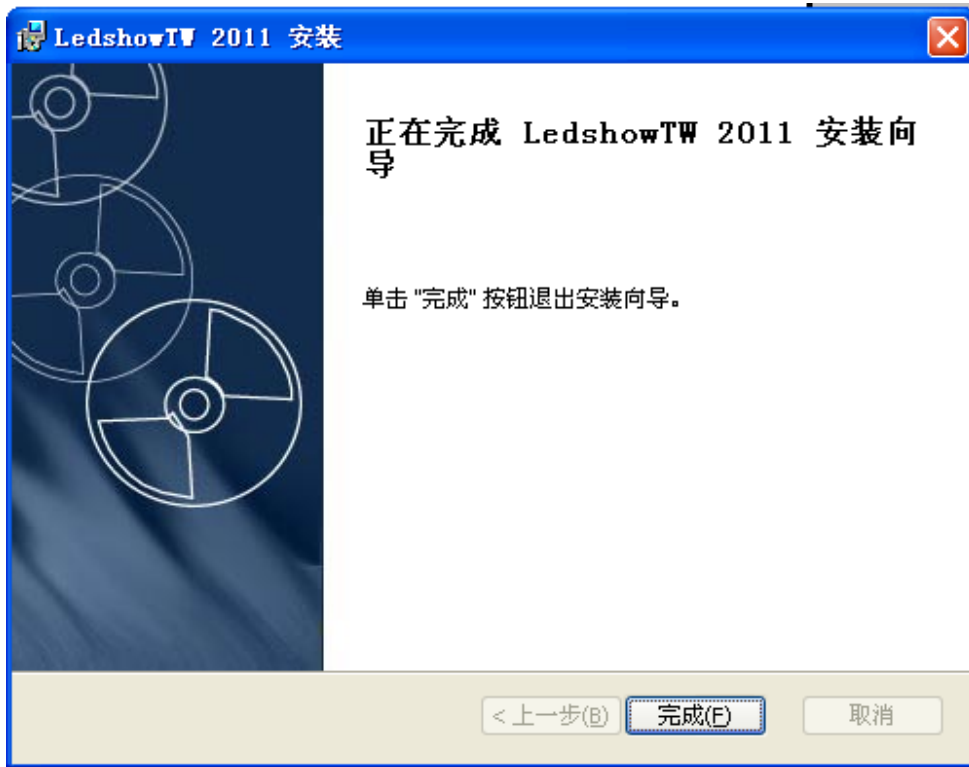 LedshowTW 2011 安装
正在完成 LedshowTW 2011 安装向
导
单击 "完成" 按钮退出安装向导。
< 上一步(B) 完成(F) 取消